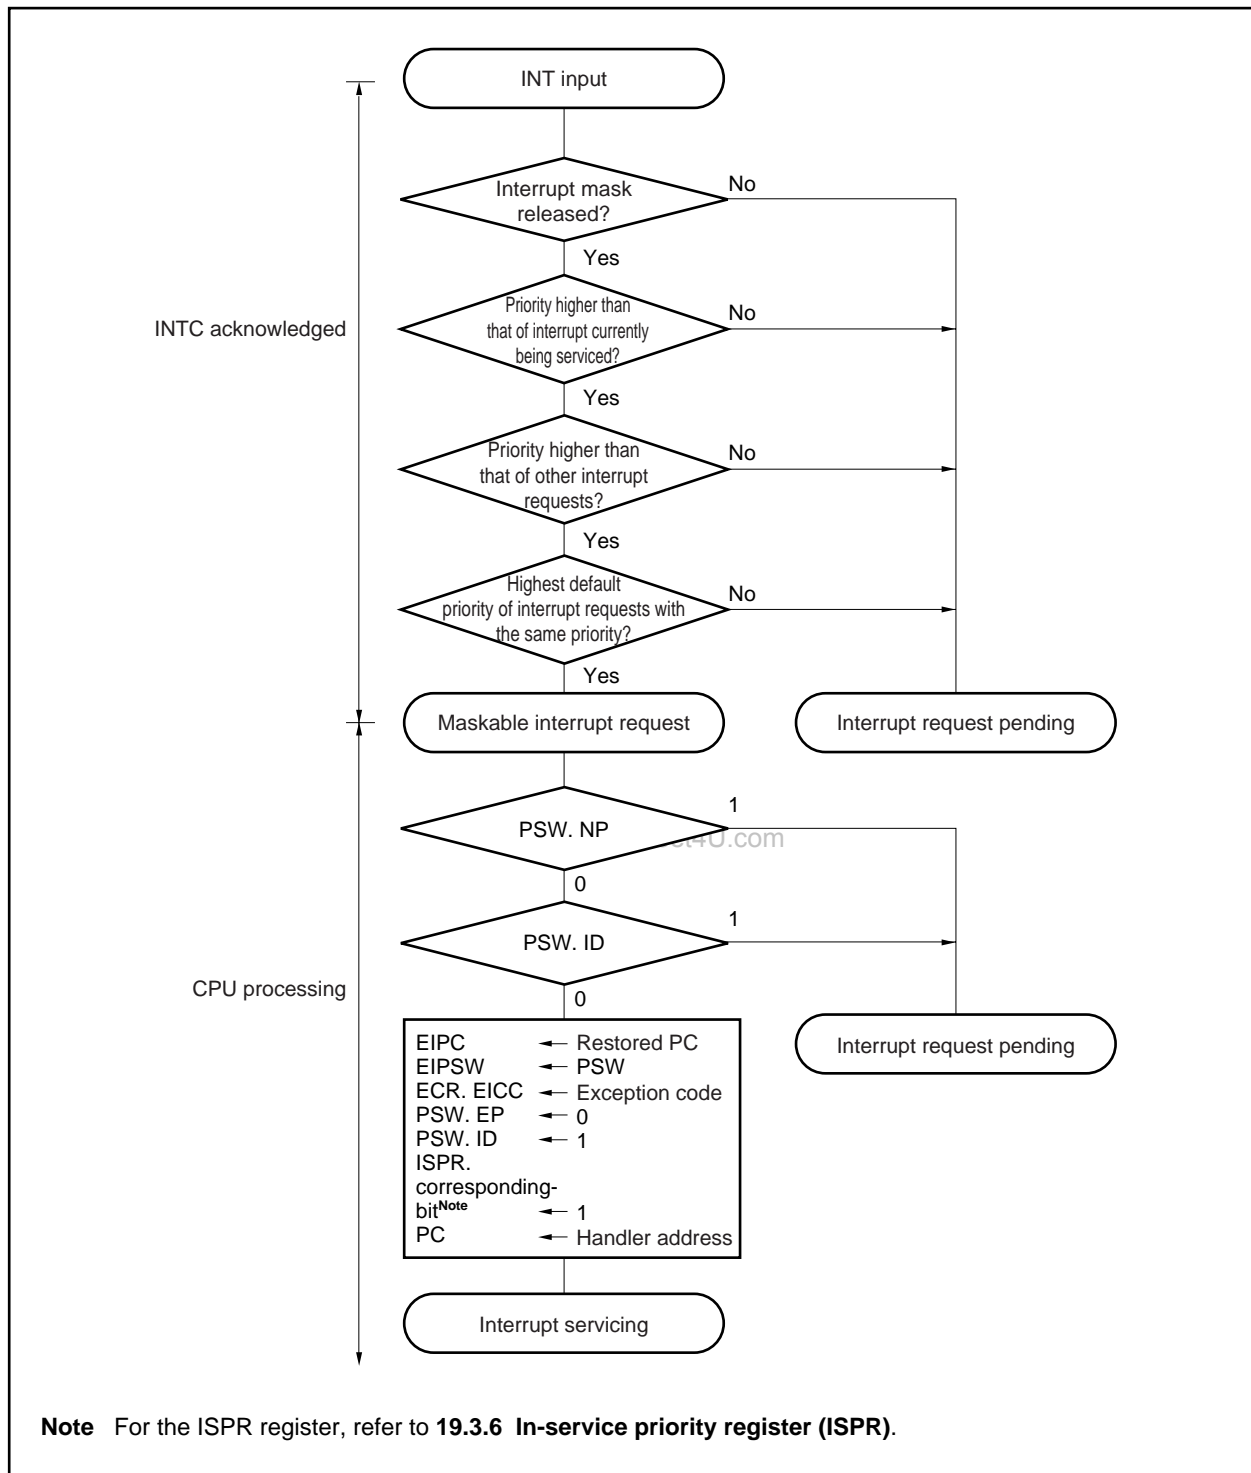 INT input
Interrupt mask
released?
No
Yes
Priority higher than
that of interrupt currently
being serviced?
No
INTC acknowledged
Yes
Priority higher than
that of other interrupt
requests?
No
Yes
Highest default
priority of interrupt requests with
the same priority?
No
Yes
Maskable interrupt request
Interrupt request pending
PSW. NP
1
ct4U.com
0
PSW. ID
1
CPU processing
0
EIPC ← Restored PC
EIPSW ← PSW
ECR. EICC ← Exception code
PSW. EP ← 0
PSW. ID ← 1
ISPR.
corresponding-
bitNote ← 1
PC ← Handler address
Interrupt request pending
Interrupt servicing
Note For the ISPR register, refer to 19.3.6 In-service priority register (ISPR).